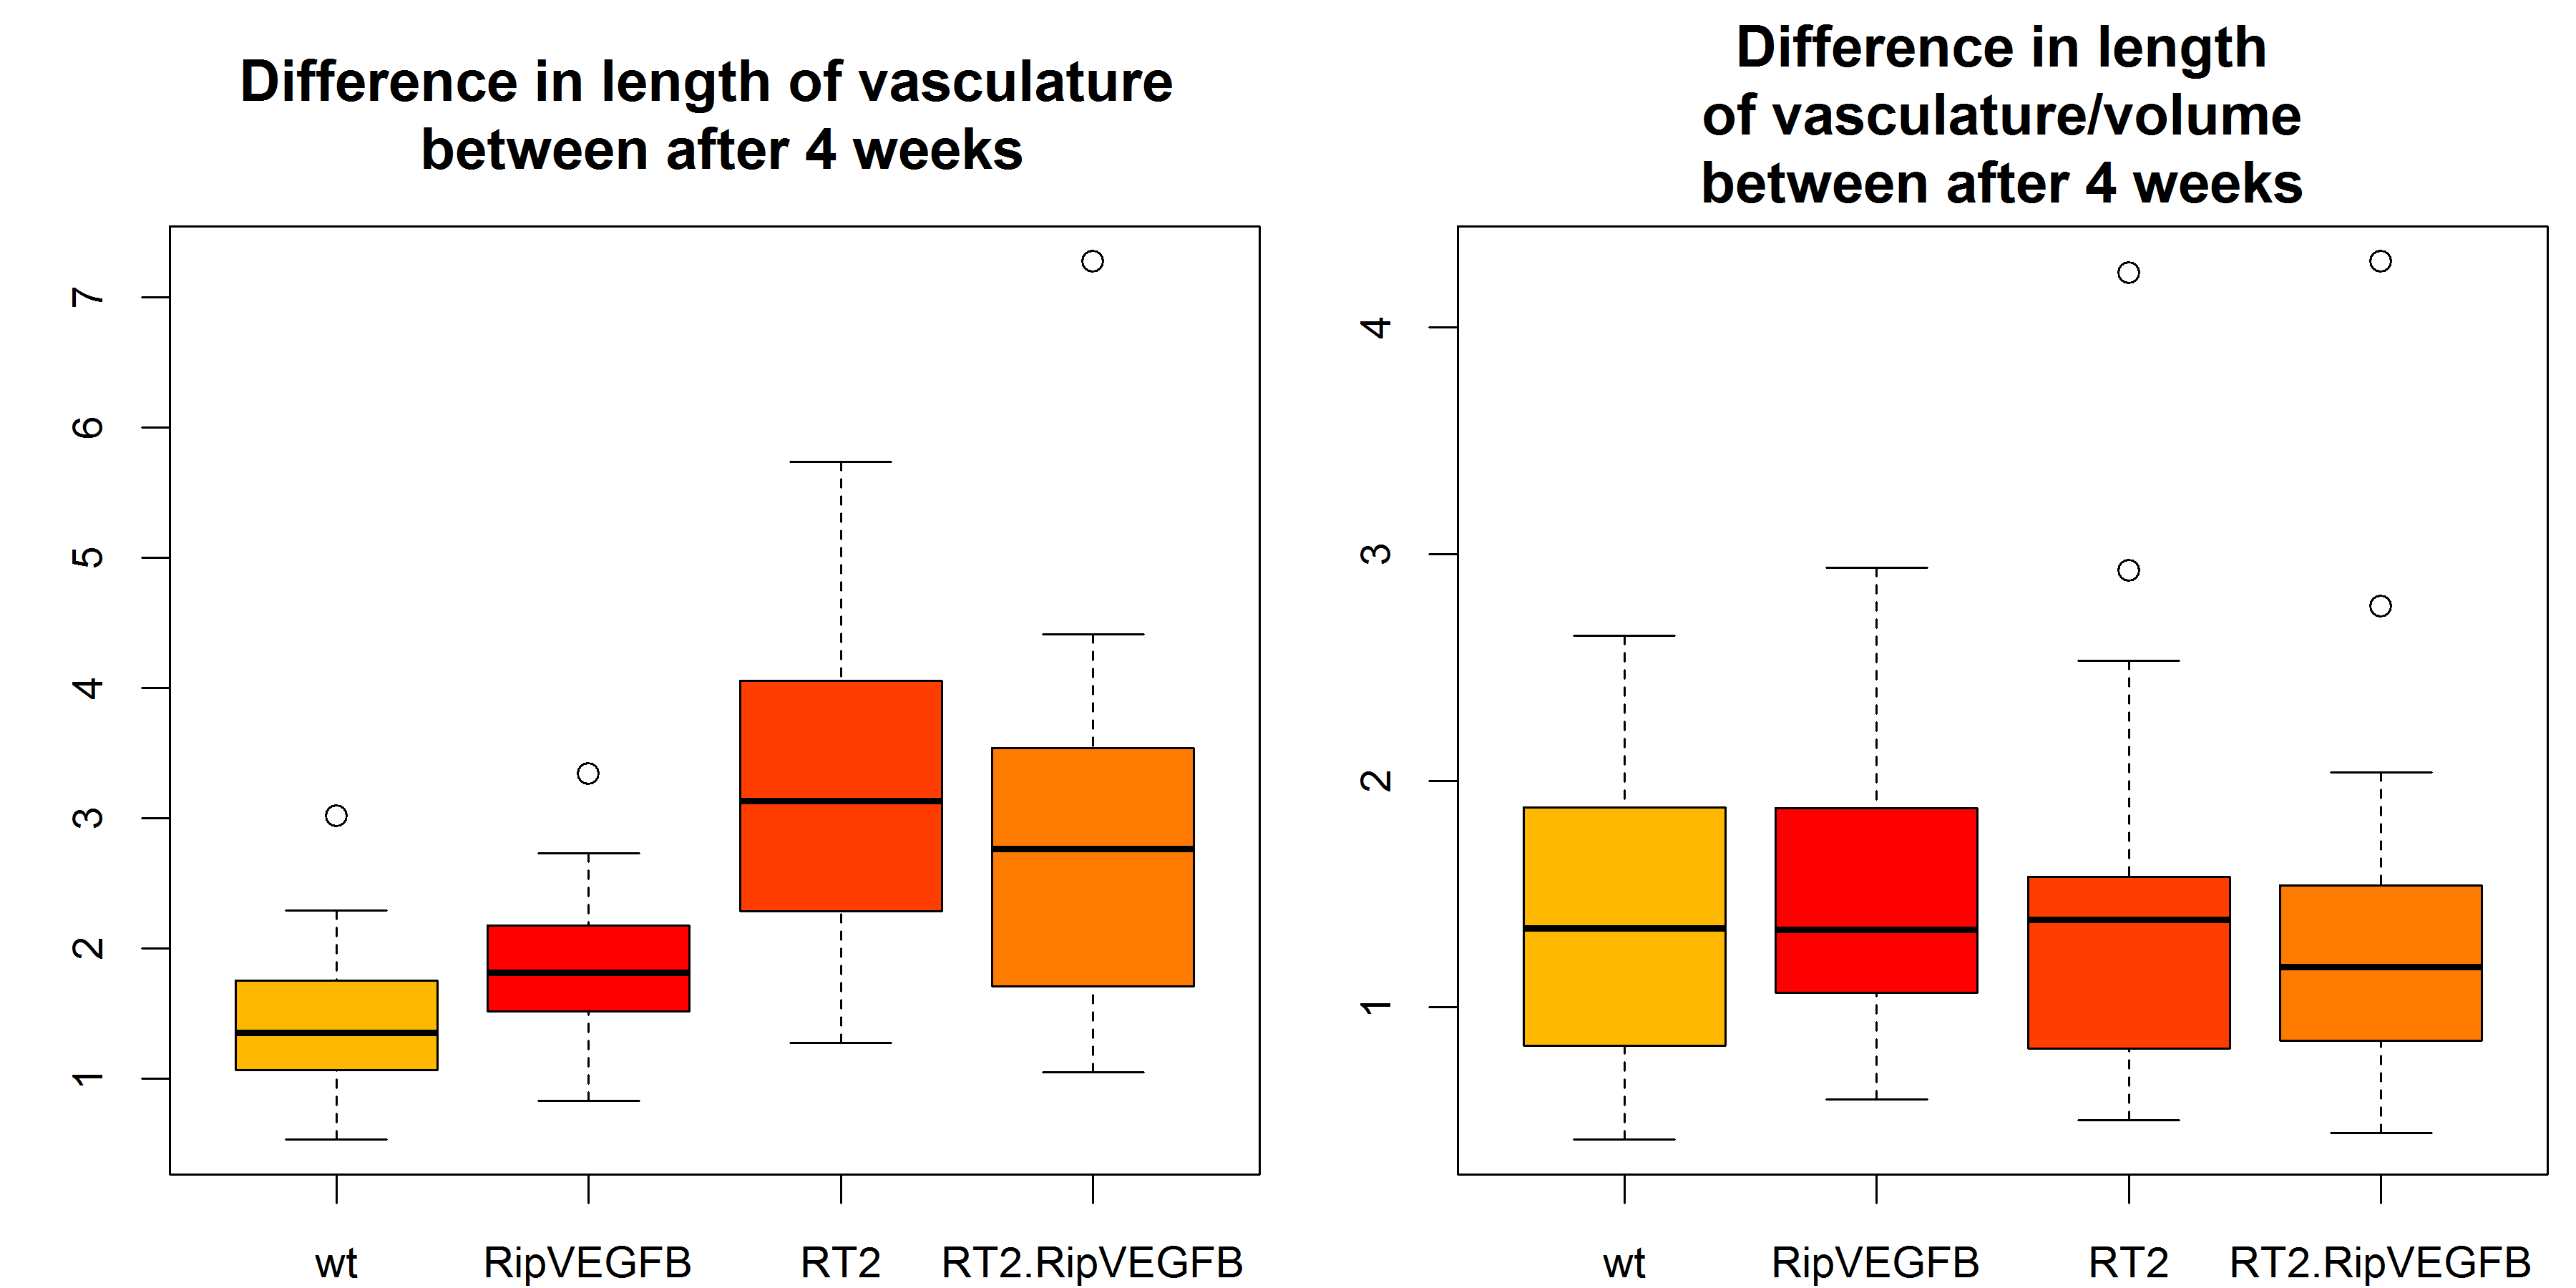 Difference in length of vasculature
between after 4 weeks
7
6
5
4
3
2
1
wt RipVEGFB RT2 RT2.RipVEGFB
Difference in length
of vasculature/volume
between after 4 weeks
4
3
2
1
wt RipVEGFB RT2 RT2.RipVEGFB